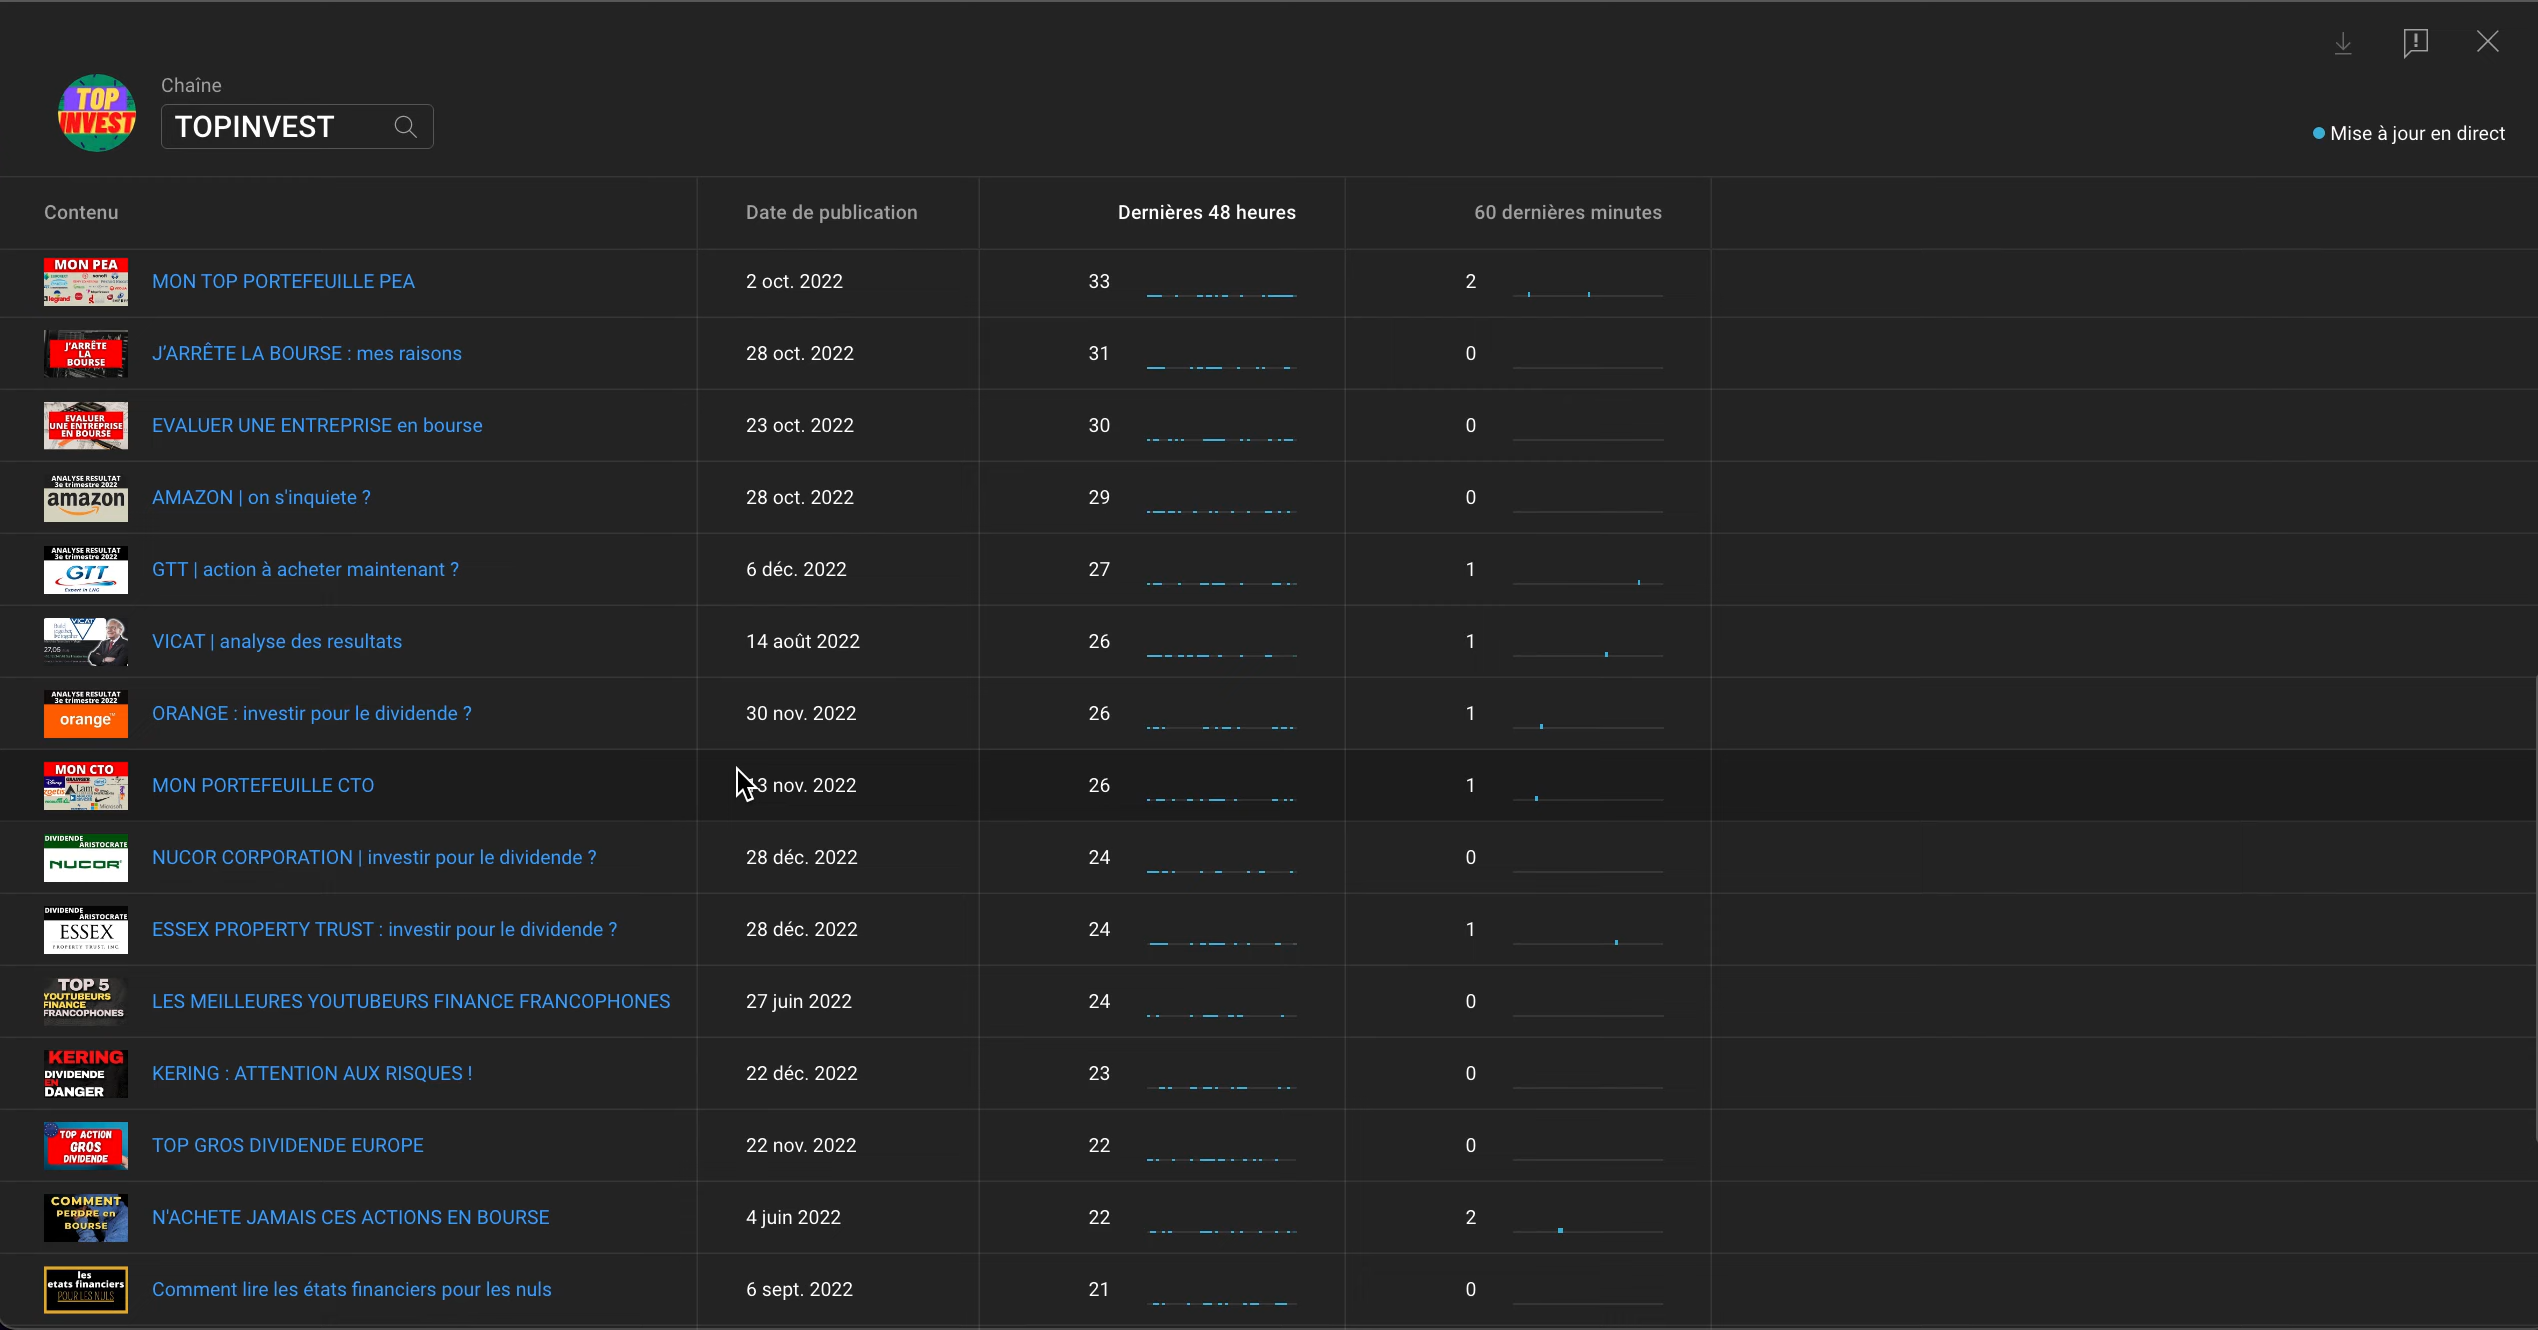 Chaîne
TOP
INVEST
TOPINVEST
Mise à jour en direct
Contenu Date de publication Dernières 48 heures 60 dernières minutes
MON PEA
legrand
MON TOP PORTEFEUILLE PEA 2 oct. 2022 33 2
J'ARRÊTE
LA
BOURSE
J'ARRÊTE LA BOURSE : mes raisons 28 oct. 2022 31 0
EVALUER
UNE ENTREPRISE
EN BOURSE
EVALUER UNE ENTREPRISE en bourse 23 oct. 2022 30 0
ANALYSE RESULTAT
3e trimestre 2022
amazon
AMAZON | on s'inquiete ? 28 oct. 2022 29 0
ANALYSE RESULTAT
3e trimestre 2022
GTT
Expert in LNG
GTT | action à acheter maintenant ? 6 déc. 2022 27 1
VICAT
27,05
VICAT | analyse des resultats 14 août 2022 26 1
ANALYSE RESULTAT
3e trimestre 2022
orange
ORANGE : investir pour le dividende ? 30 nov. 2022 26 1
MON CTO
Microsoft
MON PORTEFEUILLE CTO 13 nov. 2022 26 1
DIVIDENDE
ARISTOCRATE
NUCOR
NUCOR CORPORATION | investir pour le dividende ? 28 déc. 2022 24 0
DIVIDENDE
ARISTOCRATE
ESSEX
PROPERTY TRUST, INC.
ESSEX PROPERTY TRUST : investir pour le dividende ? 28 déc. 2022 24 1
TOP 5
YOUTUBEURS
FINANCE
FRANCOPHONES
LES MEILLEURES YOUTUBEURS FINANCE FRANCOPHONES 27 juin 2022 24 0
KERING
DIVIDENDE
EN
DANGER
KERING : ATTENTION AUX RISQUES ! 22 déc. 2022 23 0
TOP ACTION
GROS
DIVIDENDE
TOP GROS DIVIDENDE EUROPE 22 nov. 2022 22 0
COMMENT
PERDRE en
BOURSE
N'ACHETE JAMAIS CES ACTIONS EN BOURSE 4 juin 2022 22 2
les
etats financiers
POUR LES NULS
Comment lire les états financiers pour les nuls 6 sept. 2022 21 0